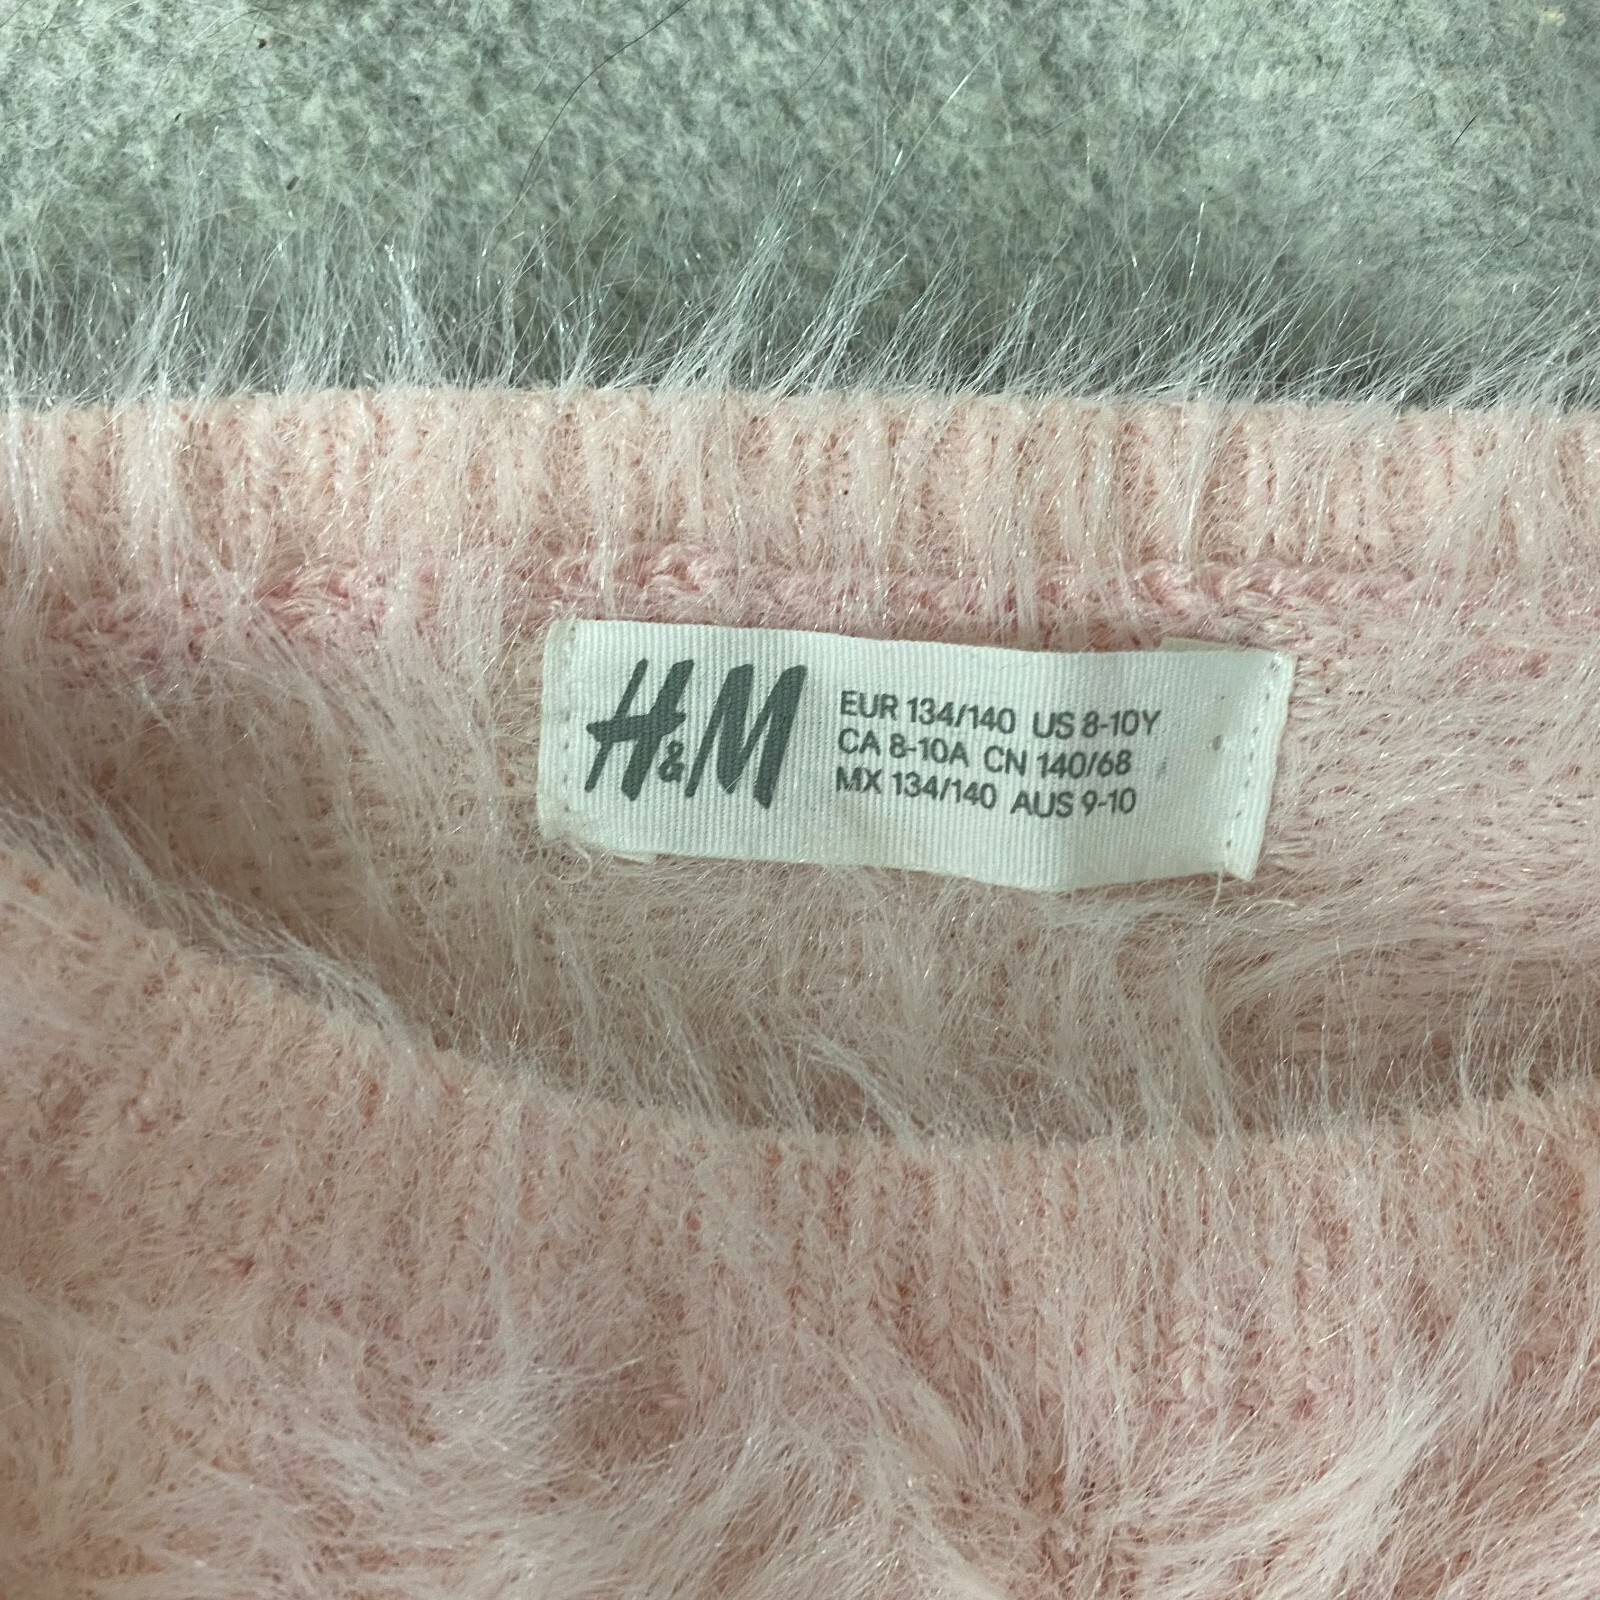 H&M
EUR 134/140 US 8-10Y
CA 8-10A CN 140/68
MX 134/140 AUS 9-10